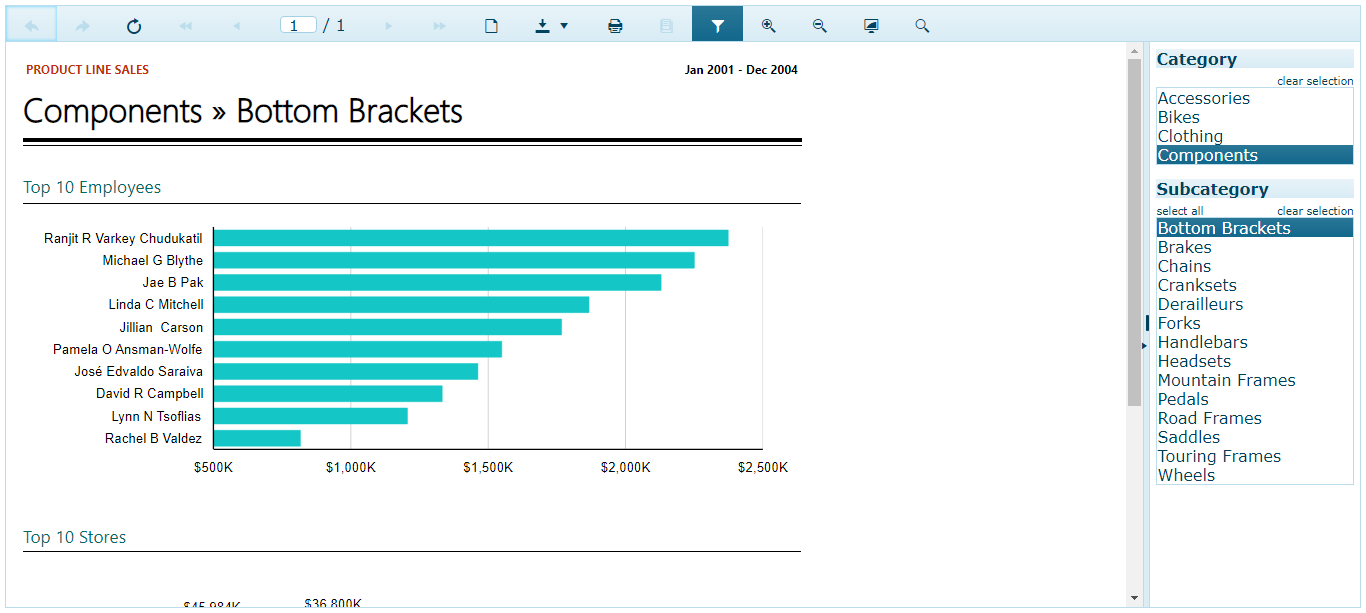 1 / 1
PRODUCT LINE SALES
Jan 2001 - Dec 2004
Components » Bottom Brackets
Top 10 Employees
Ranjit R Varkey Chudukatil
Michael G Blythe
Jae B Pak
Linda C Mitchell
Jillian  Carson
Pamela O Ansman-Wolfe
José Edvaldo Saraiva
David R Campbell
Lynn N Tsoflias
Rachel B Valdez
$500K $1,000K $1,500K $2,000K $2,500K
Top 10 Stores
$45,984K
$36,800K
Category
clear selection
Accessories
Bikes
Clothing
Components
Subcategory
select all clear selection
Bottom Brackets
Brakes
Chains
Cranksets
Derailleurs
Forks
Handlebars
Headsets
Mountain Frames
Pedals
Road Frames
Saddles
Touring Frames
Wheels